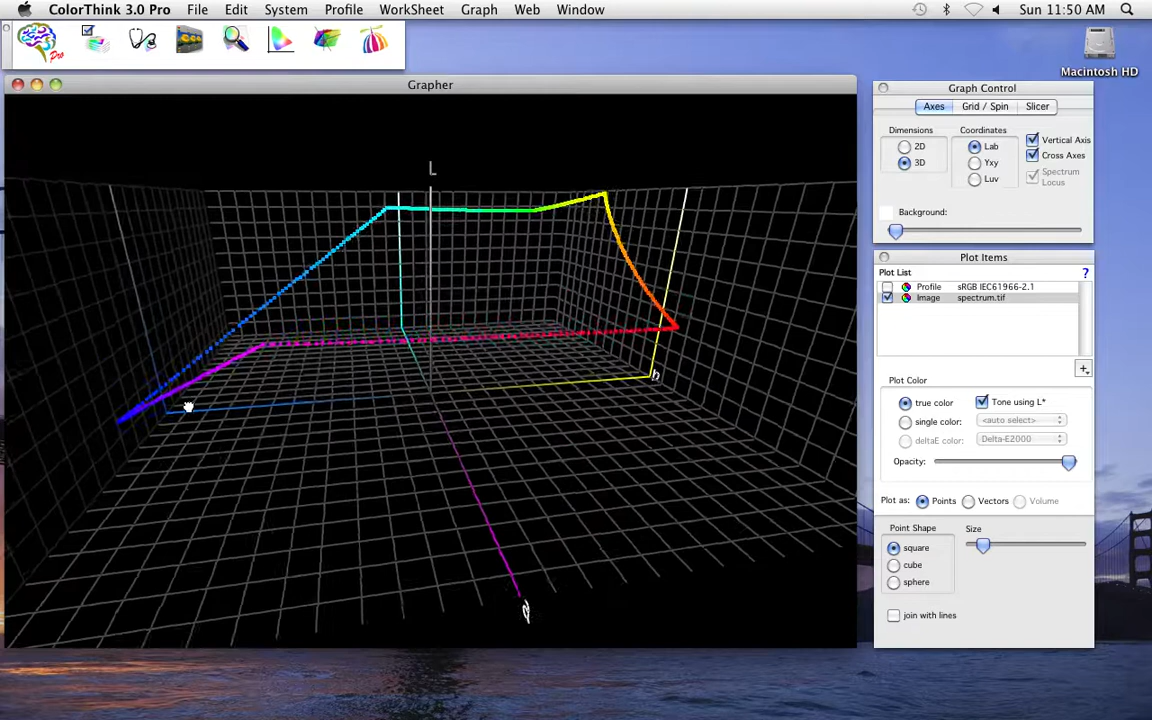 ColorThink 3.0 Pro File Edit System Profile WorkSheet Graph Web Window Sun 11:50 AM
Pro
Macintosh HD
Grapher
L
b
a
Graph Control
Axes Grid / Spin Slicer
Dimensions Coordinates
2D Lab Vertical Axis
3D Yxy Cross Axes
Luv Spectrum Locus
Background:
Plot Items
Plot List ?
Profile sRGB IEC61966-2.1
Image spectrum.tif
+
Plot Color
true color Tone using L*
single color: <auto select>
deltaE color: Delta-E2000
Opacity:
Plot as: Points Vectors Volume
Point Shape Size
square
cube
sphere
join with lines